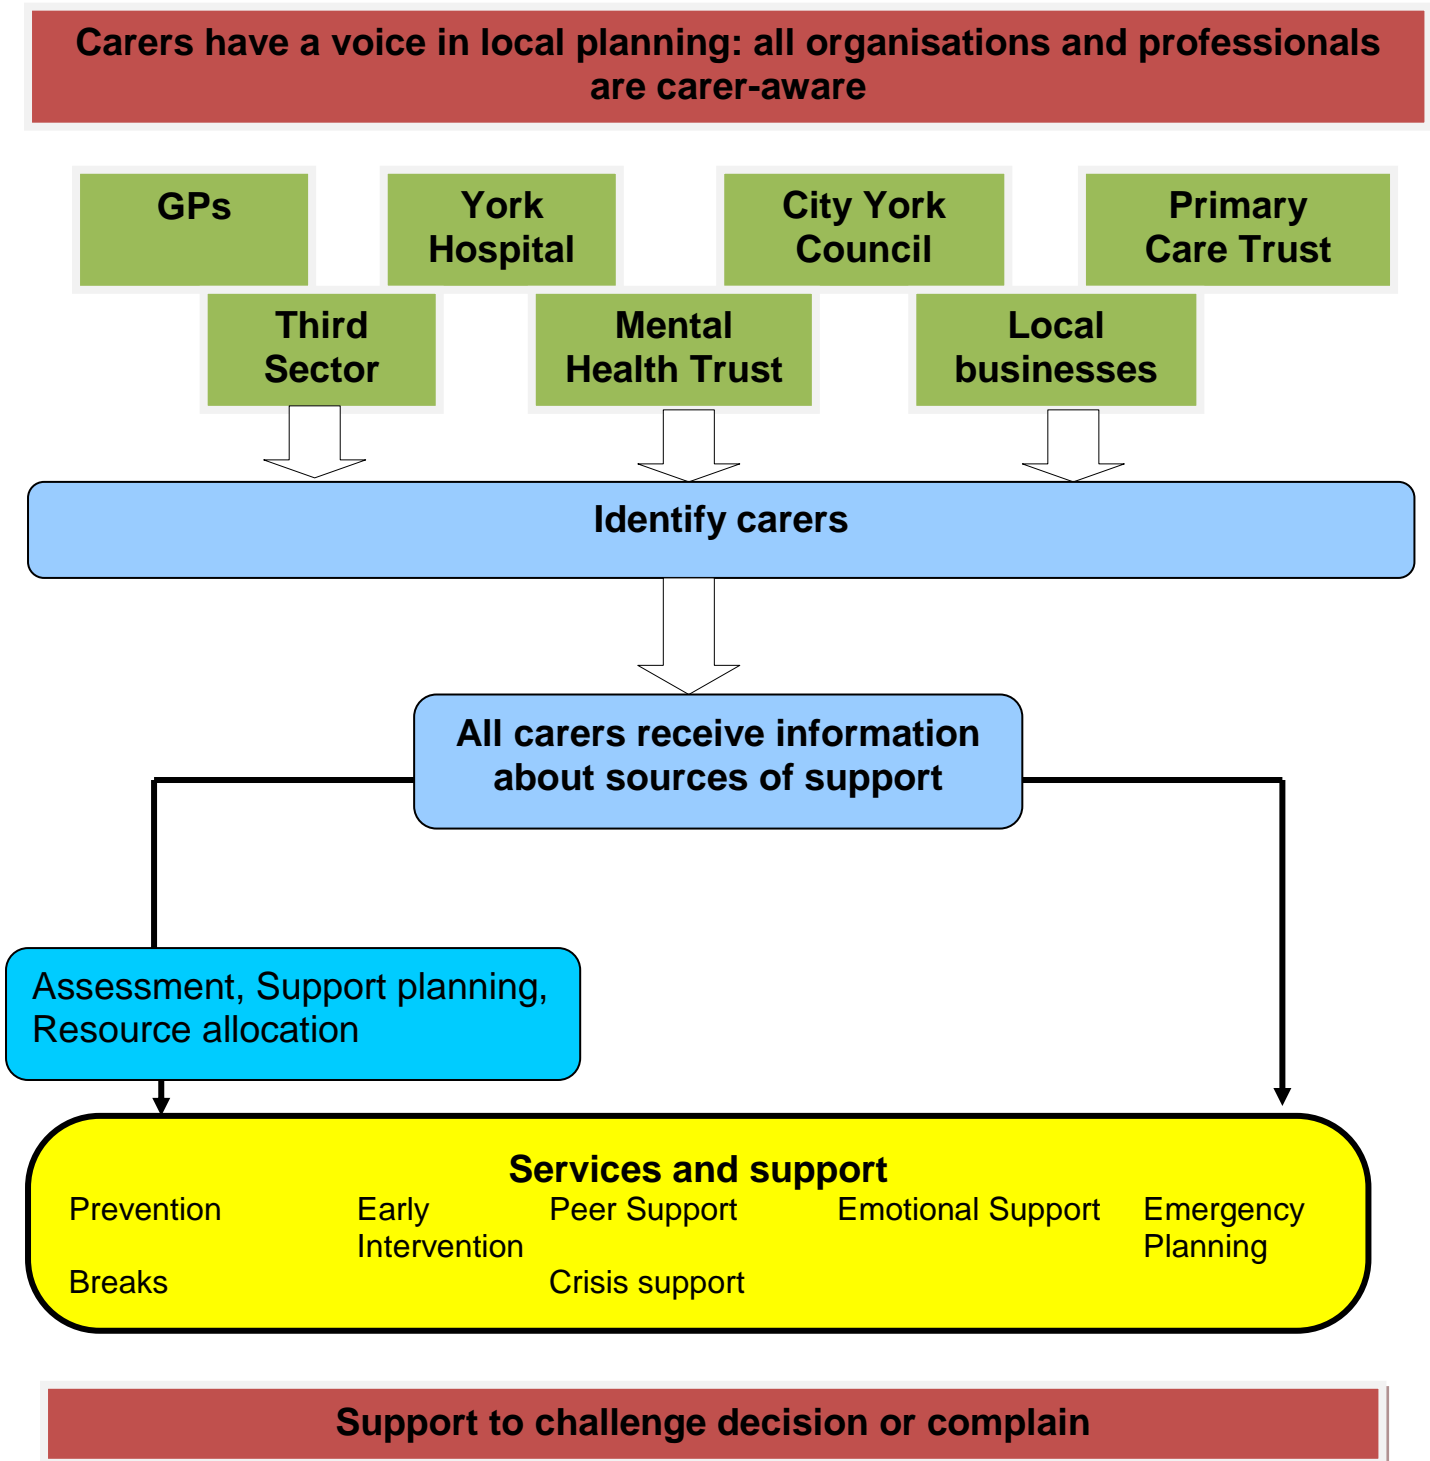 Carers have a voice in local planning: all organisations and professionals
are carer-aware
GPs
York
Hospital
City York
Council
Primary
Care Trust
Third
Sector
Mental
Health Trust
Local
businesses
Identify carers
All carers receive information
about sources of support
Assessment, Support planning,
Resource allocation
Services and support
Prevention
Early
Intervention
Peer Support
Emotional Support
Emergency
Planning
Breaks
Crisis support
Support to challenge decision or complain